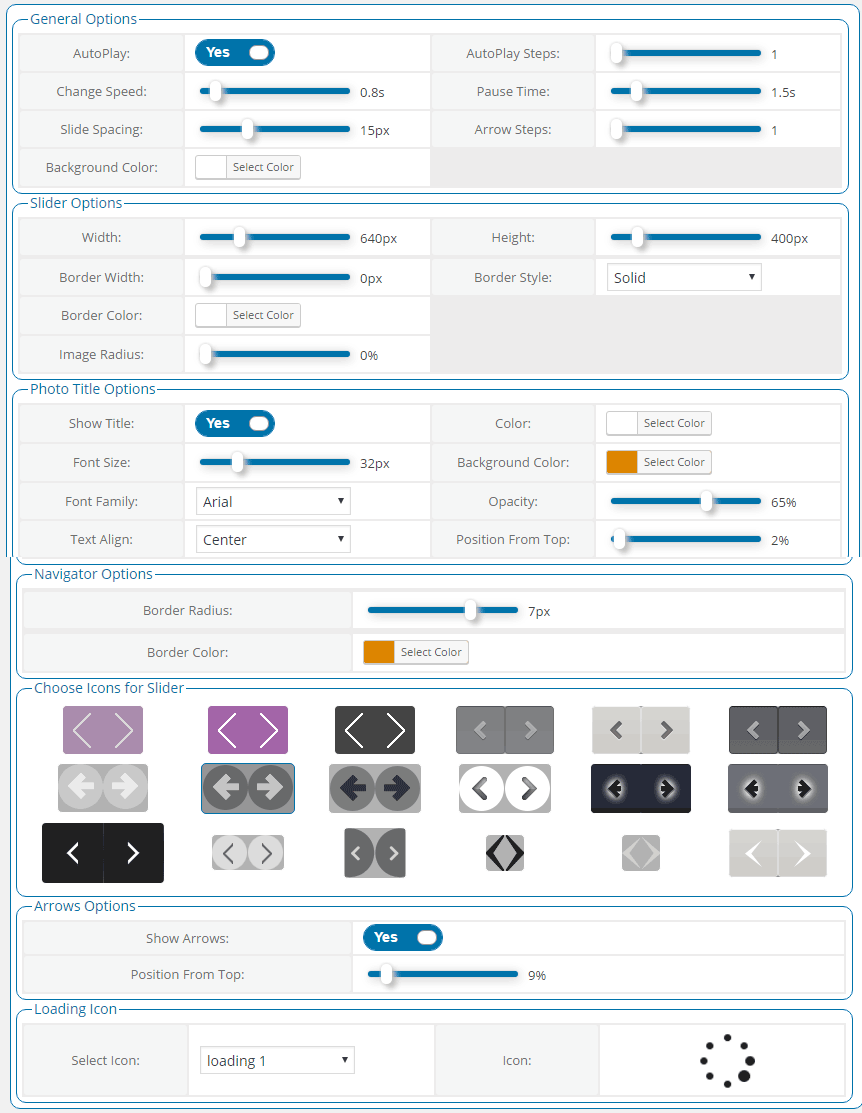 General Options
AutoPlay: Yes AutoPlay Steps: 1
Change Speed: 0.8s Pause Time: 1.5s
Slide Spacing: 15px Arrow Steps: 1
Background Color: Select Color
Slider Options
Width: 640px Height: 400px
Border Width: 0px Border Style: Solid
Border Color: Select Color
Image Radius: 0%
Photo Title Options
Show Title: Yes Color: Select Color
Font Size: 32px Background Color: Select Color
Font Family: Arial Opacity: 65%
Text Align: Center Position From Top: 2%
Navigator Options
Border Radius: 7px
Border Color: Select Color
Choose Icons for Slider
Arrows Options
Show Arrows: Yes
Position From Top: 9%
Loading Icon
Select Icon: loading 1 Icon: